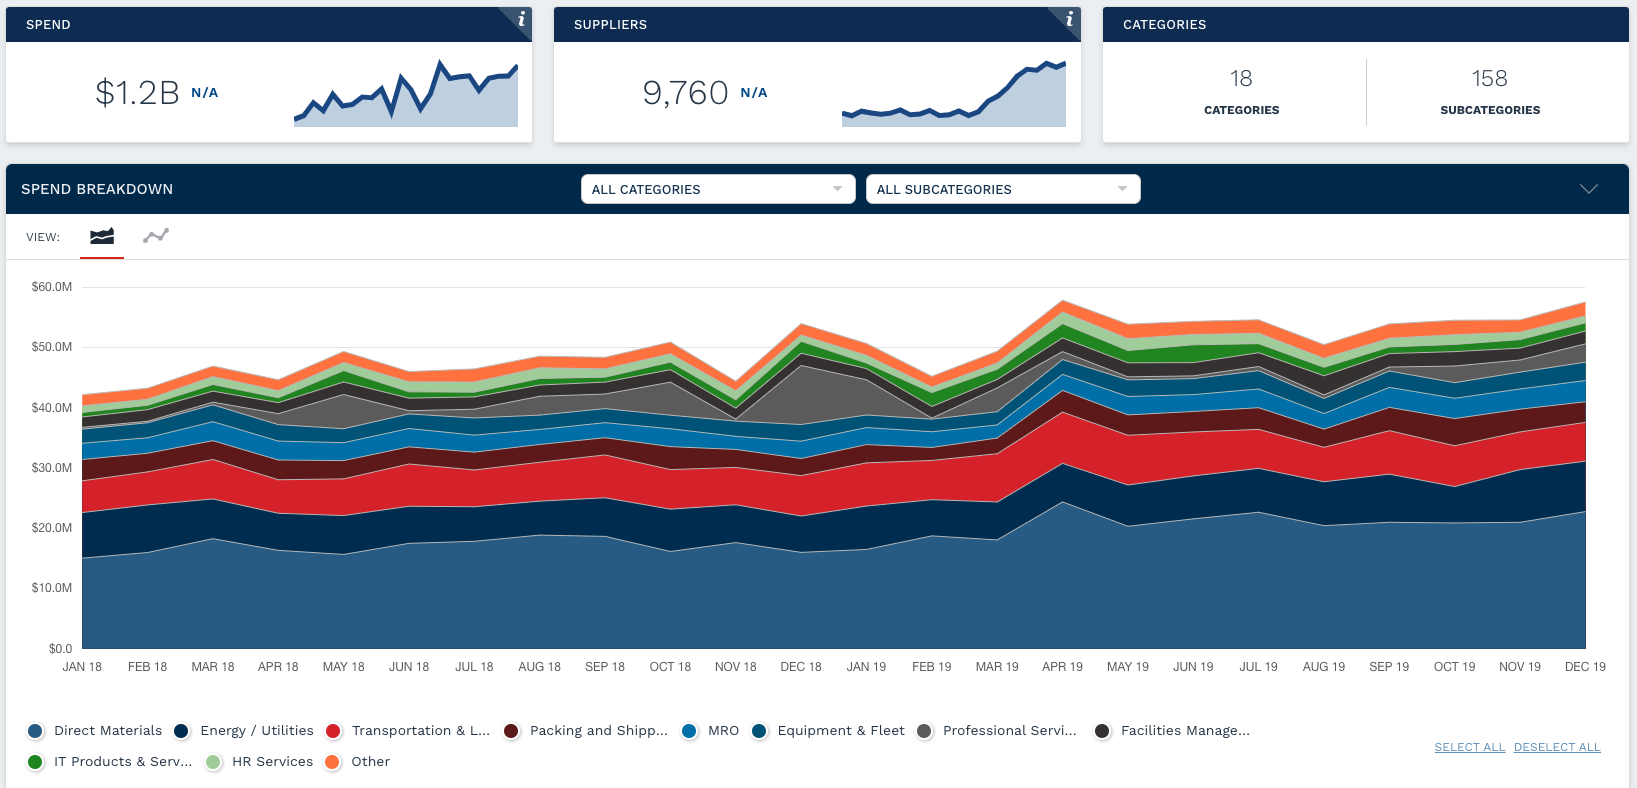 SPEND
i
SUPPLIERS
i
CATEGORIES
$1.2B N/A
9,760 N/A
18
CATEGORIES
158
SUBCATEGORIES
SPEND BREAKDOWN
ALL CATEGORIES
ALL SUBCATEGORIES
VIEW:
$60.0M
$50.0M
$40.0M
$30.0M
$20.0M
$10.0M
$0.0
JAN 18 FEB 18 MAR 18 APR 18 MAY 18 JUN 18 JUL 18 AUG 18 SEP 18 OCT 18 NOV 18 DEC 18 JAN 19 FEB 19 MAR 19 APR 19 MAY 19 JUN 19 JUL 19 AUG 19 SEP 19 OCT 19 NOV 19 DEC 19
Direct Materials Energy / Utilities Transportation & L... Packing and Shipp... MRO Equipment & Fleet Professional Servi... Facilities Manage...
IT Products & Serv... HR Services Other
SELECT ALL DESELECT ALL